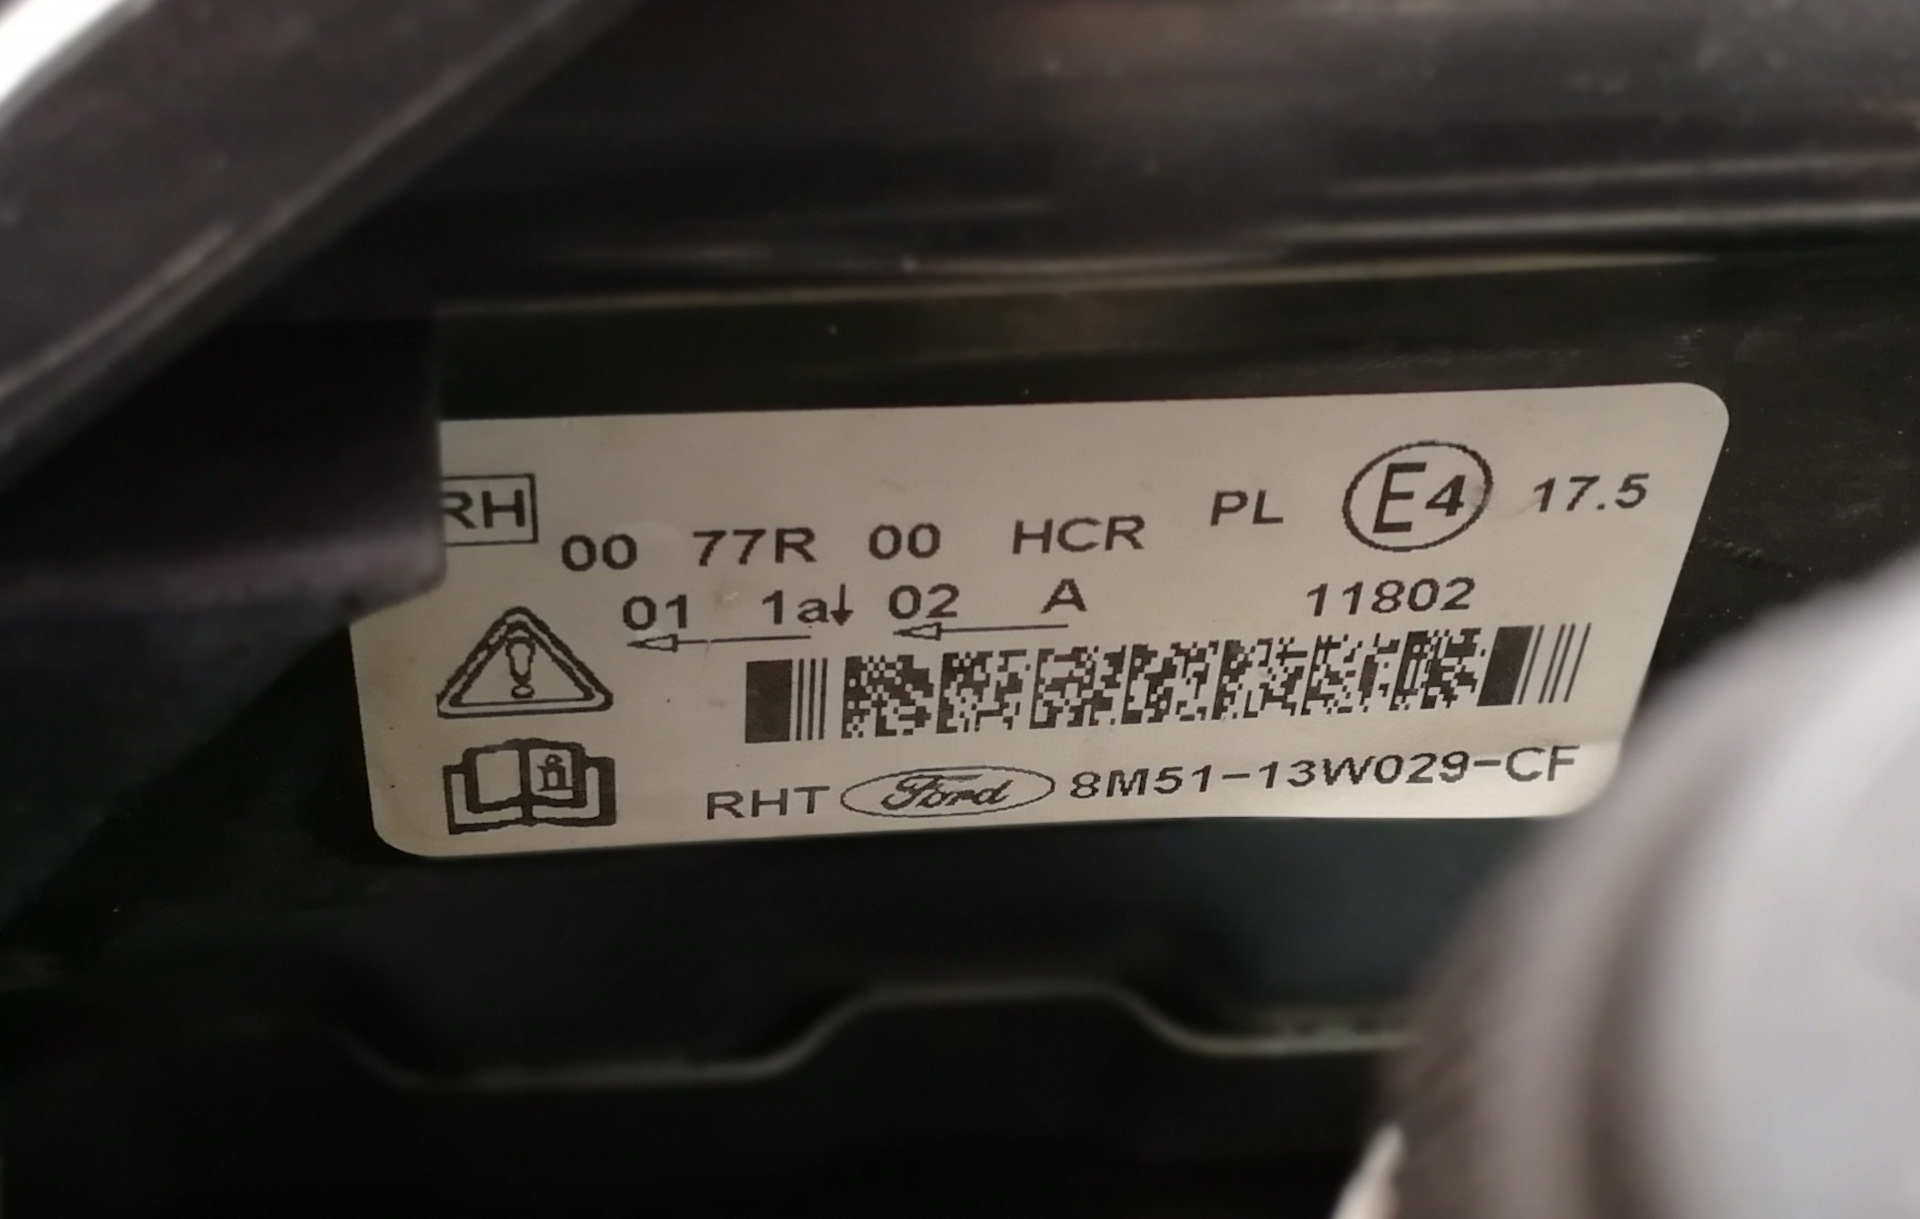 RH 00 77R 00 HCR PL E4 17.5
01 1a↓ 02 A 11802
RHT Ford 8M51-13W029-CF